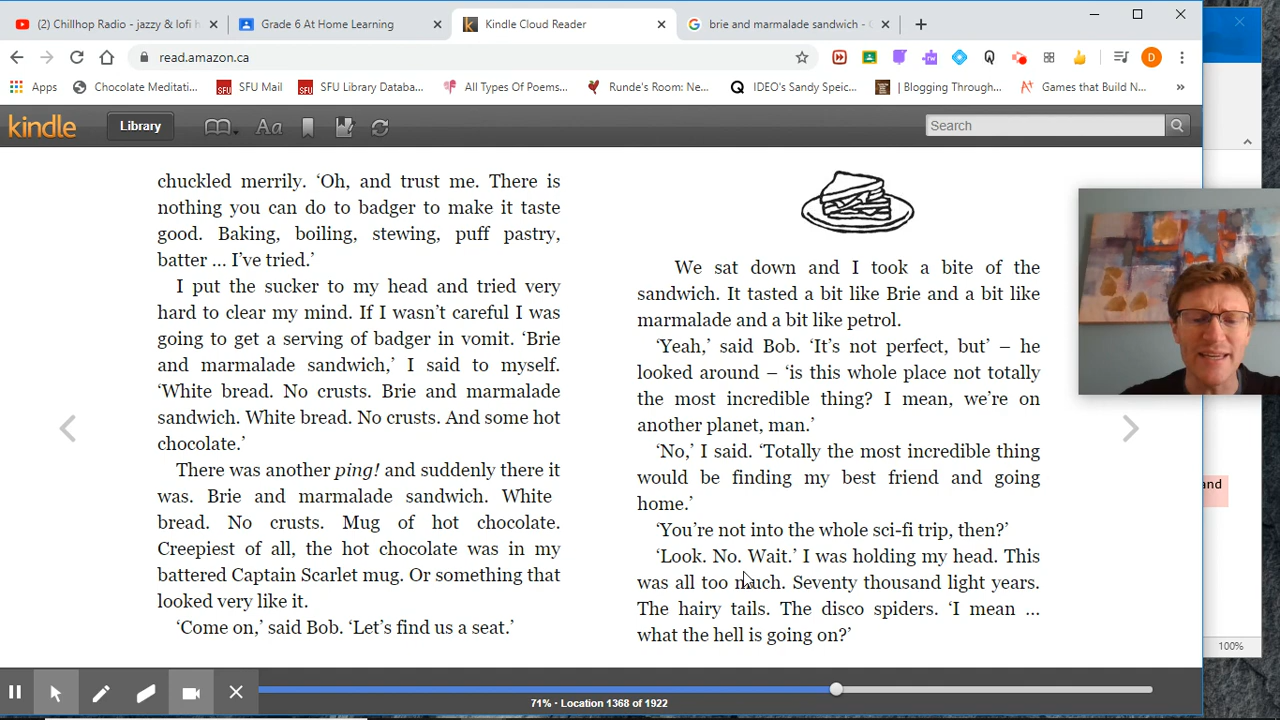 (2) Chillhop Radio - jazzy & lofi h
Grade 6 At Home Learning
Kindle Cloud Reader
brie and marmalade sandwich -
read.amazon.ca
D
Apps
Chocolate Meditati...
SFU Mail
SFU Library Databa...
All Types Of Poems...
Runde's Room: Ne...
IDEO's Sandy Speic...
| Blogging Through...
Games that Build N...
»
kindle
Library
Aa
Search
chuckled merrily. ‘Oh, and trust me. There is
nothing you can do to badger to make it taste
good. Baking, boiling, stewing, puff pastry,
batter ... I’ve tried.’
I put the sucker to my head and tried very
hard to clear my mind. If I wasn’t careful I was
going to get a serving of badger in vomit. ‘Brie
and marmalade sandwich,’ I said to myself.
‘White bread. No crusts. Brie and marmalade
sandwich. White bread. No crusts. And some hot
chocolate.’
There was another ping! and suddenly there it
was. Brie and marmalade sandwich. White
bread. No crusts. Mug of hot chocolate.
Creepiest of all, the hot chocolate was in my
battered Captain Scarlet mug. Or something that
looked very like it.
‘Come on,’ said Bob. ‘Let’s find us a seat.’
We sat down and I took a bite of the
sandwich. It tasted a bit like Brie and a bit like
marmalade and a bit like petrol.
‘Yeah,’ said Bob. ‘It’s not perfect, but’ – he
looked around – ‘is this whole place not totally
the most incredible thing? I mean, we’re on
another planet, man.’
‘No,’ I said. ‘Totally the most incredible thing
would be finding my best friend and going
home.’
‘You’re not into the whole sci-fi trip, then?’
‘Look. No. Wait.’ I was holding my head. This
was all too much. Seventy thousand light years.
The hairy tails. The disco spiders. ‘I mean ...
what the hell is going on?’
and
100%
71% · Location 1368 of 1922